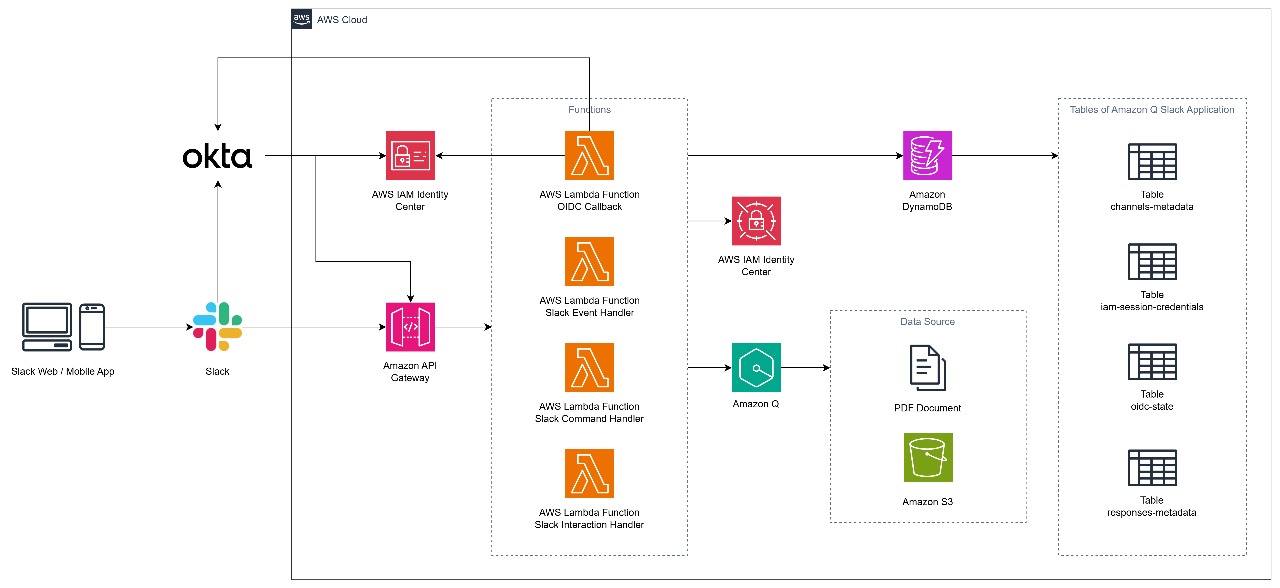 aws
AWS Cloud
Functions
Tables of Amazon Q Slack Application
okta
AWS IAM Identity
Center
AWS Lambda Function
OIDC Callback
Amazon
DynamoDB
Table
channels-metadata
AWS IAM Identity
Center
AWS Lambda Function
Slack Event Handler
Table
iam-session-credentials
Data Source
Slack Web / Mobile App
Slack
Amazon API
Gateway
AWS Lambda Function
Slack Command Handler
Amazon Q
PDF Document
Table
oidc-state
Amazon S3
AWS Lambda Function
Slack Interaction Handler
Table
responses-metadata